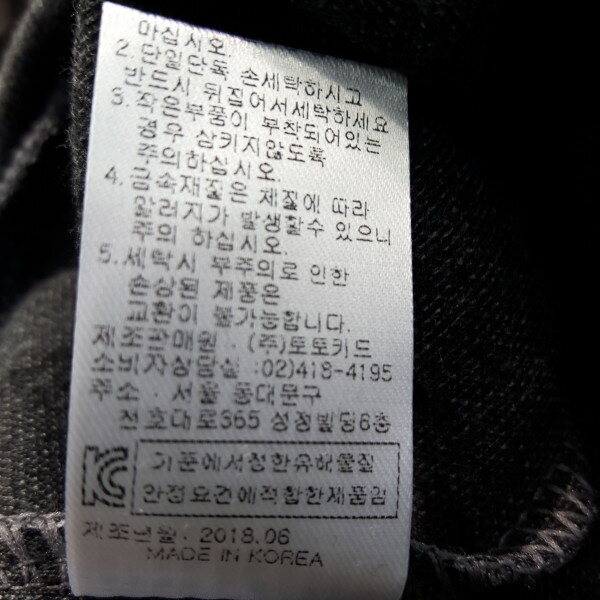 마십시오.
2. 단일단독 손세탁하시고
반드시 뒤집어서세탁하세요
3. 작은부품이 부착되어있는
경우 삼키지않도록
주의하십시오.
4. 금속재질은 체질에 따라
알러지가 발생할수 있으니
주의 하십시오.
5. 세탁시 부주의로 인한
손상된 제품은
교환이 불가능합니다.
제조판매원 · (주)토토키드
소비자상담실 :02)418-4195
주소 · 서울 동대문구
천호대로365 성정빌딩6층
KC
기준에서정한유해물질
안정요건에적합한제품임
제조년월· 2018.06
MADE IN KOREA